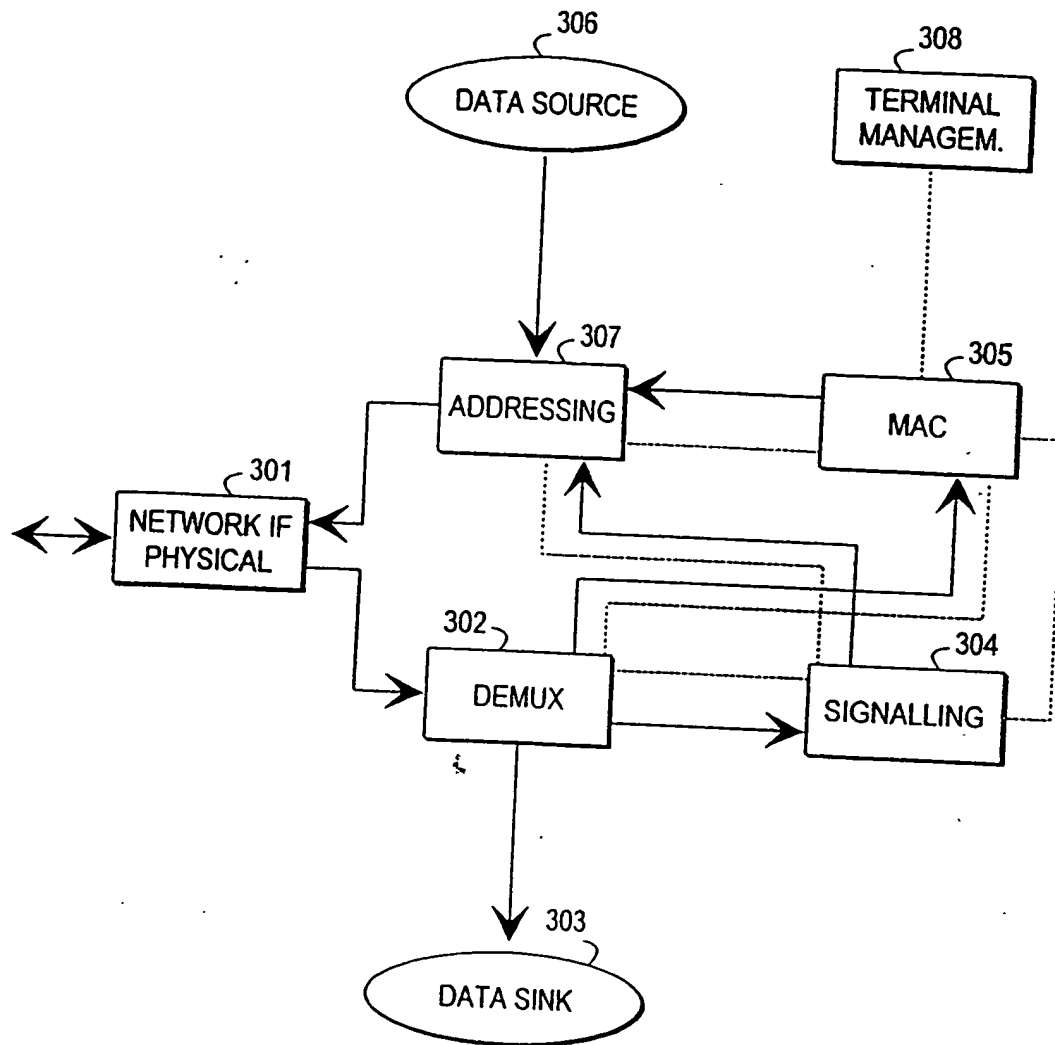 306
DATA SOURCE
308
TERMINAL
MANAGEM.
307
ADDRESSING
305
MAC
301
NETWORK IF
PHYSICAL
302
DEMUX
304
SIGNALLING
303
DATA SINK